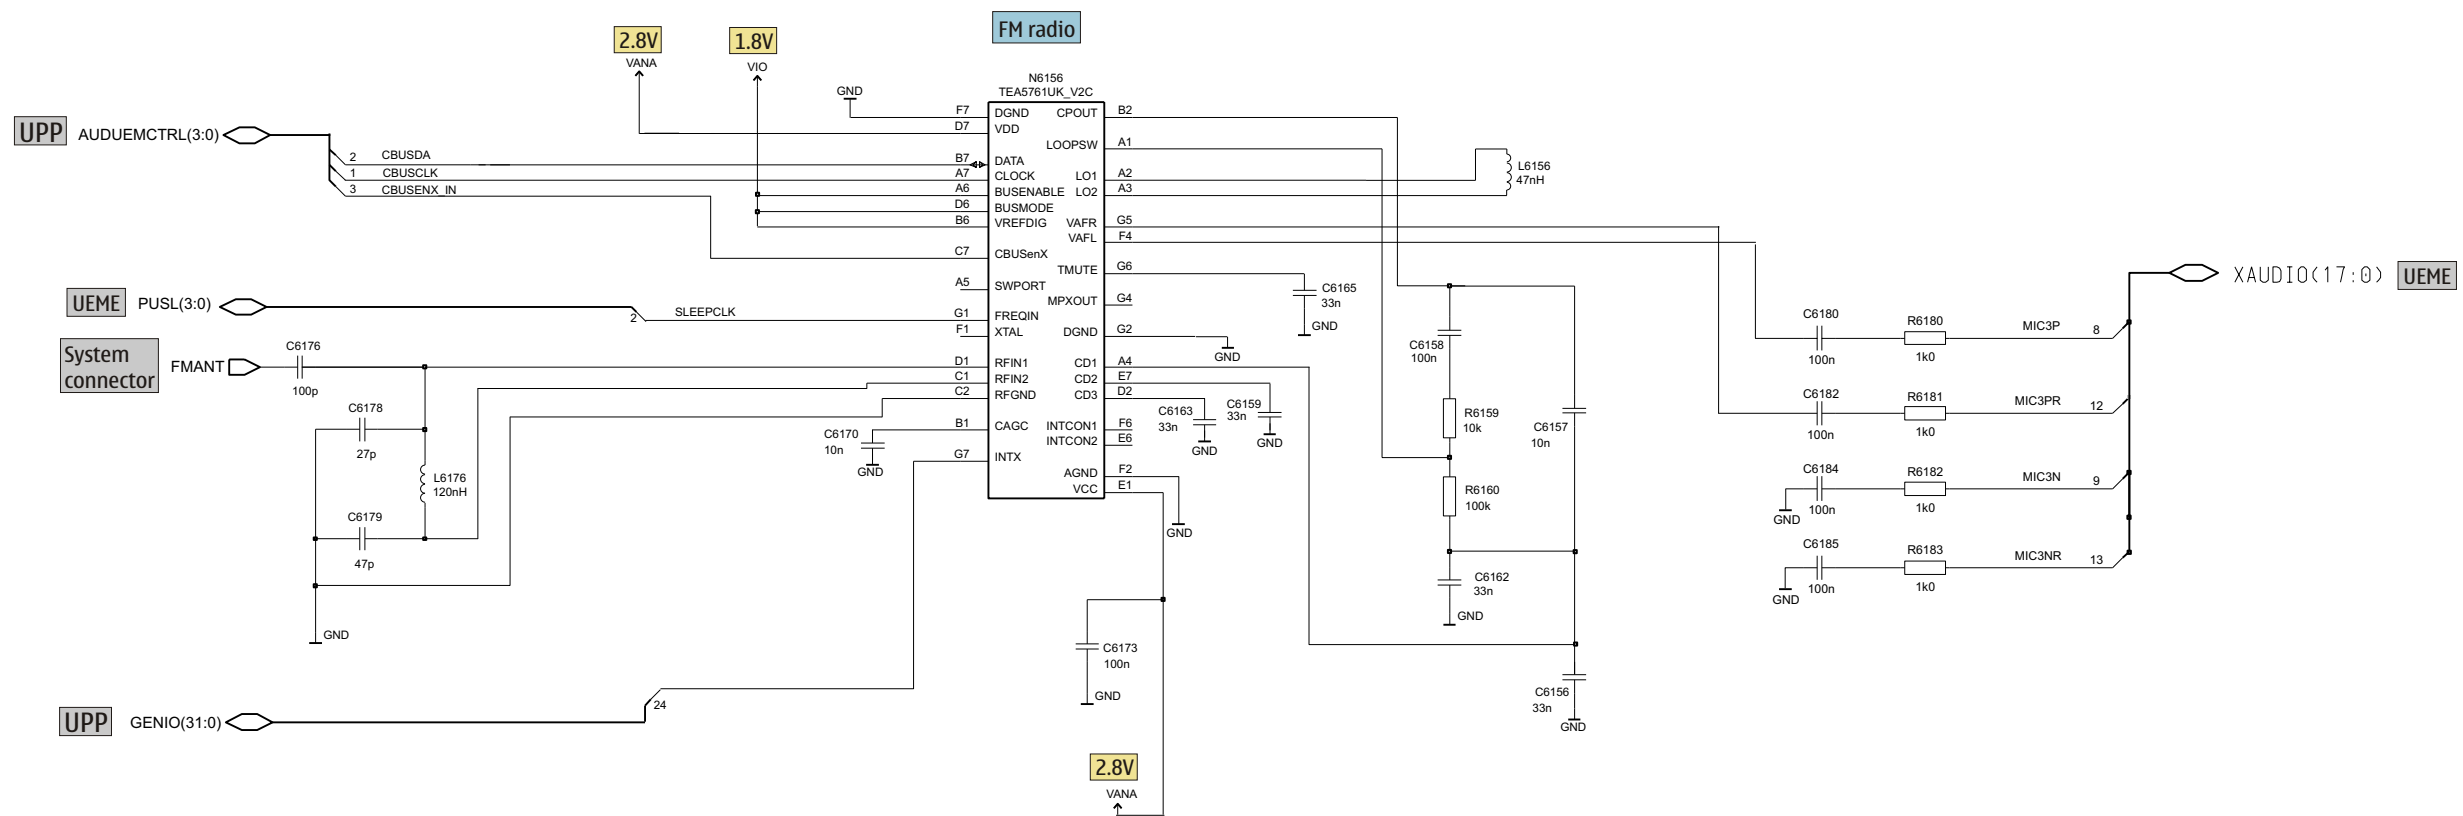 FM radio
2.8V
VANA
1.8V
VIO
N6156
TEA5761UK_V2C
GND
UPP AUDUEMCTRL(3:0)
2 CBUSDA
1 CBUSCLK
3 CBUSENX_IN
UEME PUSL(3:0)
2 SLEEPCLK
System
connector
FMANT
C6176
100p
C6178
27p
L6176
120nH
C6179
47p
GND
C6170
10n
GND
UPP GENIO(31:0)
24
F7 DGND
D7 VDD
B7 DATA
A7 CLOCK
A6 BUSENABLE
D6 BUSMODE
B6 VREFDIG
C7 CBUSenX
A5 SWPORT
G1 FREQIN
F1 XTAL
D1 RFIN1
C1 RFIN2
C2 RFGND
B1 CAGC
G7 INTX
CPOUT B2
LOOPSW A1
LO1 A2
LO2 A3
VAFR G5
VAFL F4
TMUTE G6
MPXOUT G4
DGND G2
CD1 A4
CD2 E7
CD3 D2
INTCON1 F6
INTCON2 E6
AGND F2
VCC E1
L6156
47nH
C6165
33n
GND
GND
C6163
33n
GND
C6159
33n
GND
GND
C6173
100n
GND
2.8V
VANA
C6158
100n
R6159
10k
C6157
10n
R6160
100k
C6162
33n
GND
C6156
33n
GND
XAUDIO(17:0) UEME
C6180
100n
R6180
1k0
MIC3P
8
C6182
100n
R6181
1k0
MIC3PR
12
C6184
100n
GND
R6182
1k0
MIC3N
9
C6185
100n
GND
R6183
1k0
MIC3NR
13